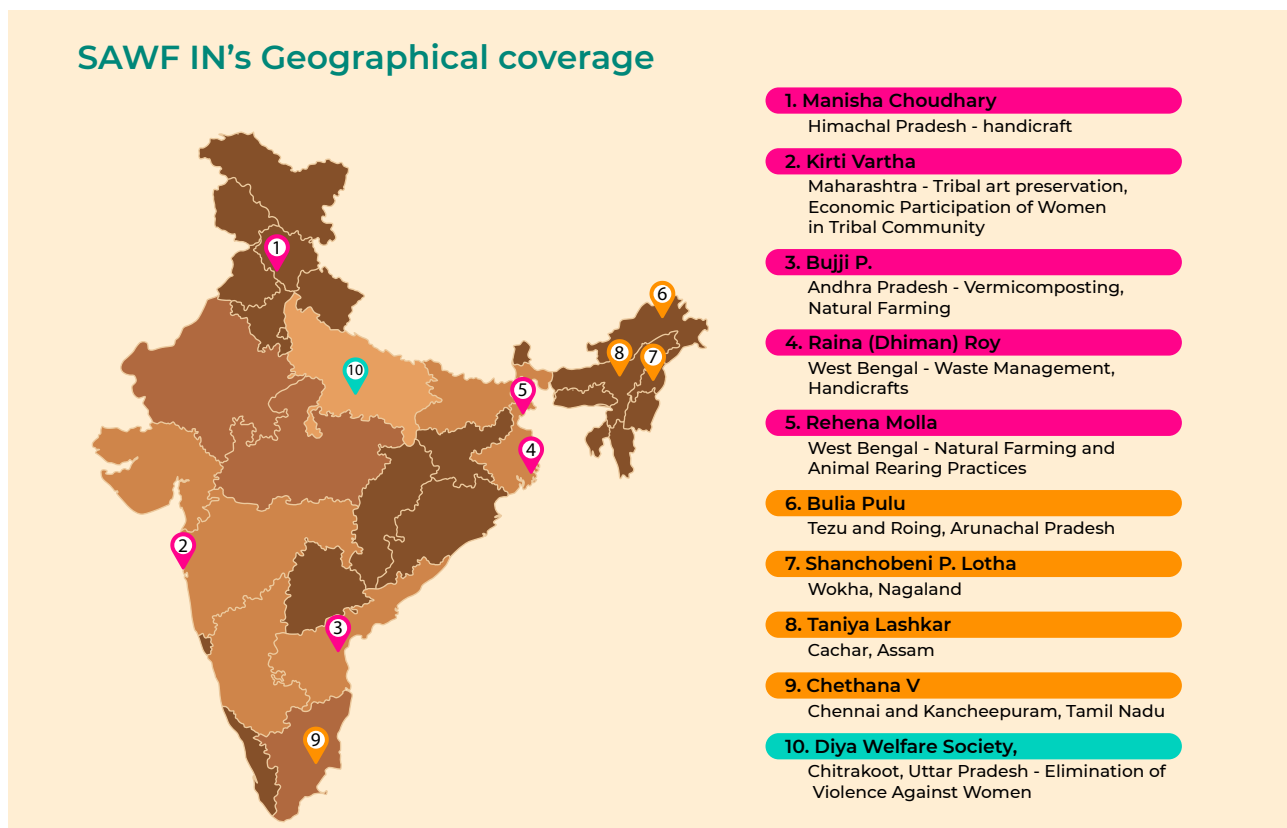 SAWF IN's Geographical coverage
1. Manisha Choudhary
Himachal Pradesh - handicraft
2. Kirti Vartha
Maharashtra - Tribal art preservation,
Economic Participation of Women
in Tribal Community
3. Bujji P.
Andhra Pradesh - Vermicomposting,
Natural Farming
4. Raina (Dhiman) Roy
West Bengal - Waste Management,
Handicrafts
5. Rehena Molla
West Bengal - Natural Farming and
Animal Rearing Practices
6. Bulia Pulu
Tezu and Roing, Arunachal Pradesh
7. Shanchobeni P. Lotha
Wokha, Nagaland
8. Taniya Lashkar
Cachar, Assam
9. Chethana V
Chennai and Kancheepuram, Tamil Nadu
10. Diya Welfare Society,
Chitrakoot, Uttar Pradesh - Elimination of
Violence Against Women
1
6
8
7
10
5
4
2
3
9